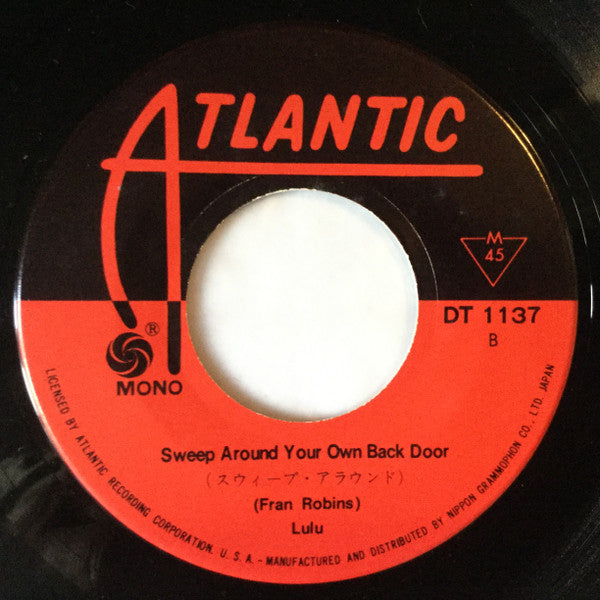 ATLANTIC
M
45
DT 1137
B
®
MONO
Sweep Around Your Own Back Door
(スウィープ・アラウンド)
(Fran Robins)
Lulu
LICENSED BY ATLANTIC RECORDING CORPORATION, U. S. A. - MANUFACTURED AND DISTRIBUTED BY NIPPON GRAMMOPHON CO., LTD. JAPAN